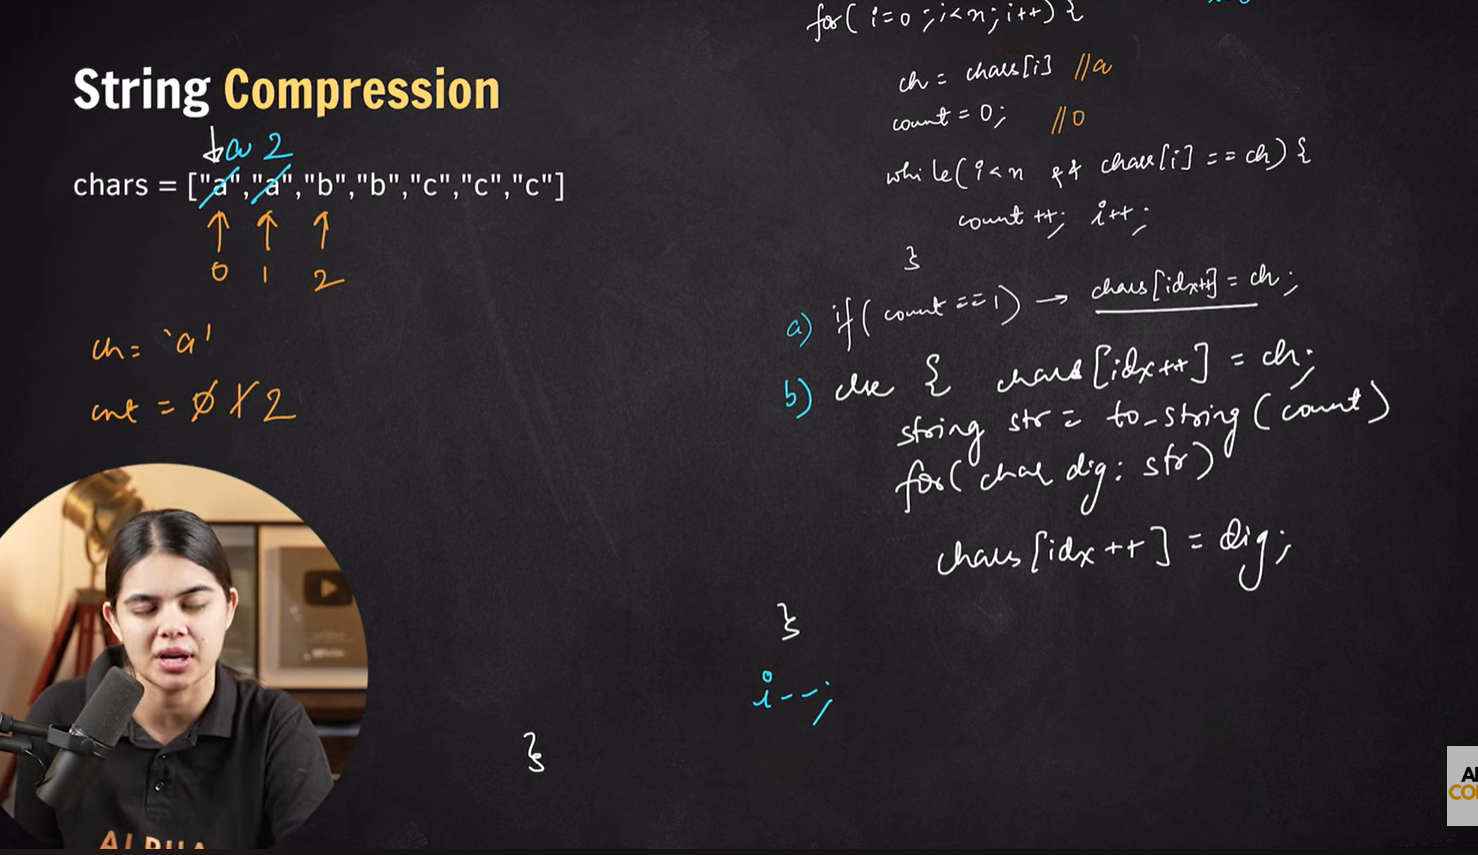 String Compression
a 2
chars = ["a","a","b","b","c","c","c"]
0 1 2
ch = 'a'
cnt = 0 1 2
for( i=0 ; i<n; i++) {
ch = chars[i] //a
count = 0; //0
while( i<n && chars[i] == ch) {
count ++; i++;
}
a) if( count ==1) → chars[idx++] = ch;
b) else { chars[idx++] = ch;
string str = to_string(count)
for( char dig: str)
chars[idx++] = dig;
}
i--;
}
ALPHA